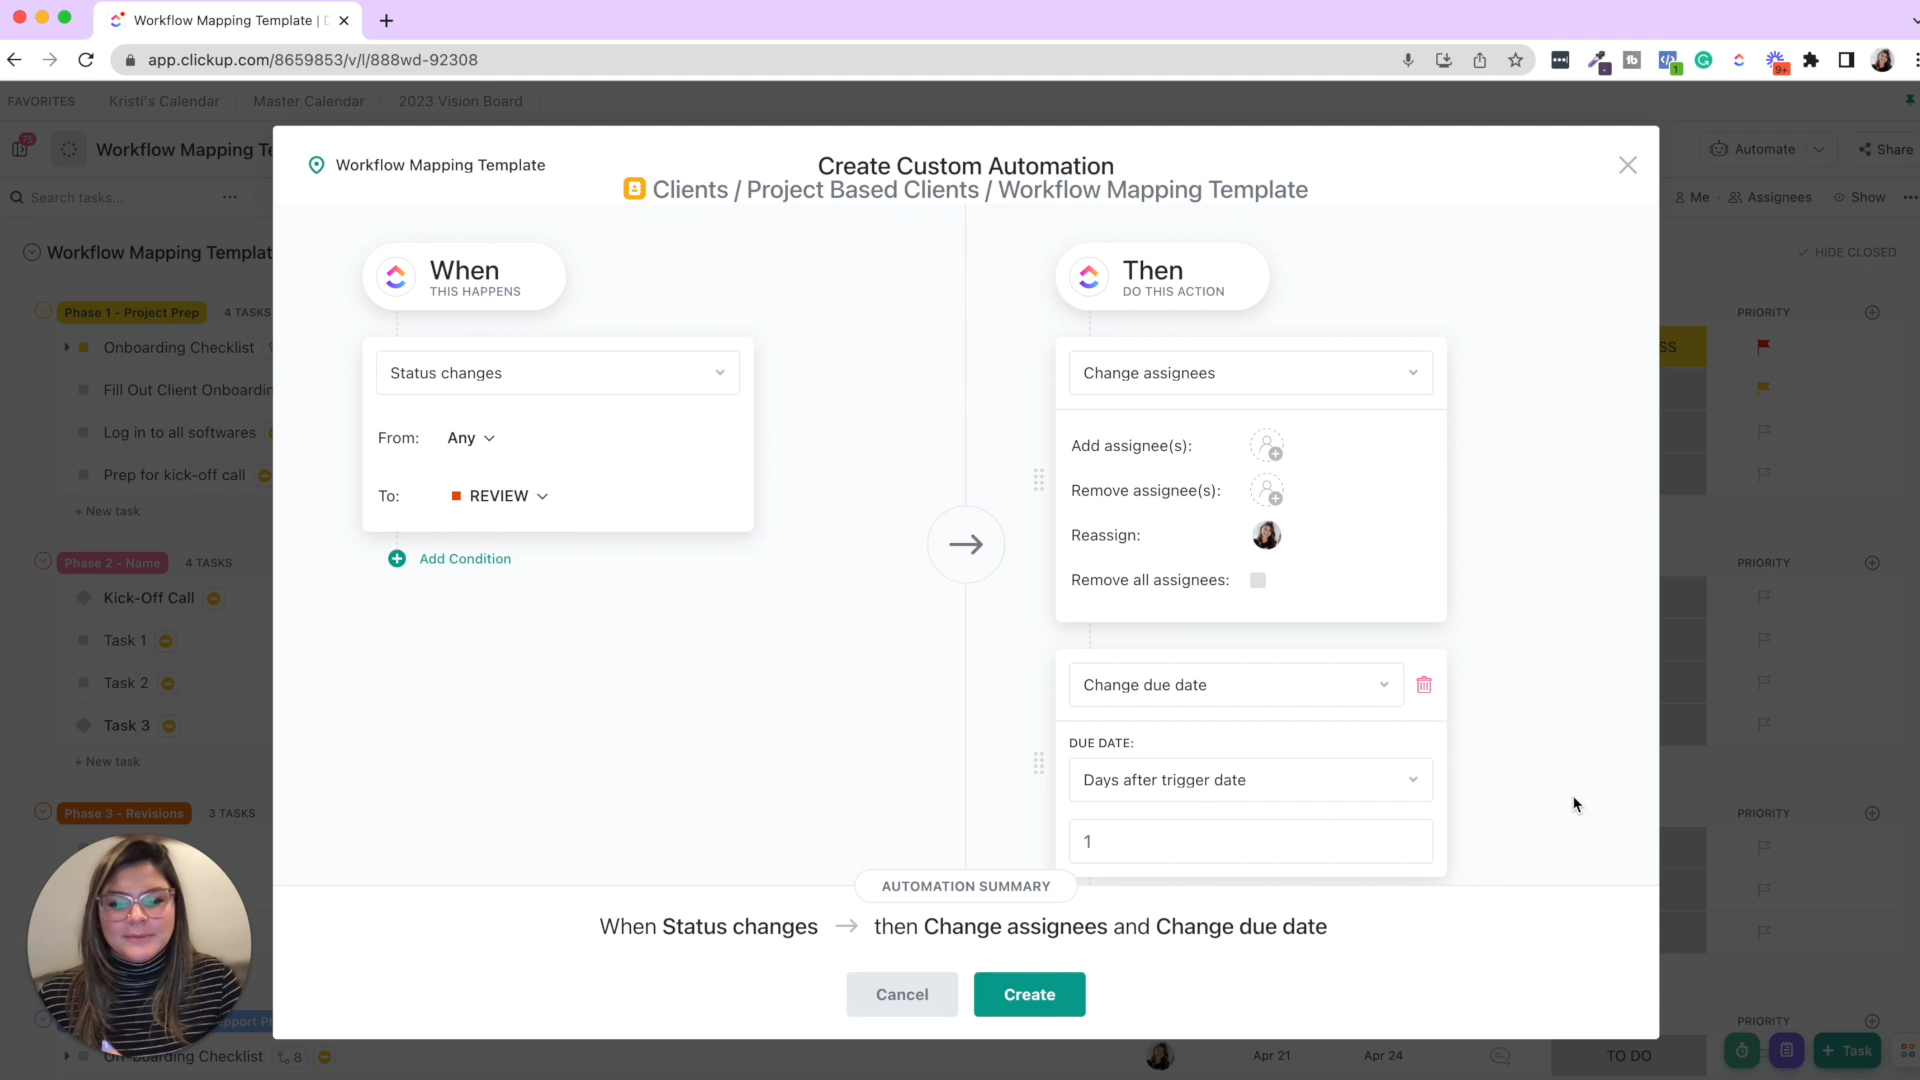 Workflow Mapping Template |
app.clickup.com/8659853/v/l/888wd-92308
1
9+
FAVORITES
Kristi's Calendar
Master Calendar
2023 Vision Board
75
Workflow Mapping Te
Automate
Share
Search tasks...
Me
Assignees
Show
Workflow Mapping Template
Create Custom Automation
Clients / Project Based Clients / Workflow Mapping Template
Workflow Mapping Templat
HIDE CLOSED
When
THIS HAPPENS
Then
DO THIS ACTION
Phase 1 - Project Prep
4 TASKS
PRIORITY
Onboarding Checklist
SS
Fill Out Client Onboardin
Log in to all softwares
Prep for kick-off call
+ New task
Status changes
From: Any
To: REVIEW
Add Condition
Change assignees
Add assignee(s):
Remove assignee(s):
Reassign:
Remove all assignees:
Phase 2 - Name
4 TASKS
PRIORITY
Kick-Off Call
Task 1
Task 2
Task 3
+ New task
Change due date
DUE DATE:
Days after trigger date
1
Phase 3 - Revisions
3 TASKS
PRIORITY
AUTOMATION SUMMARY
When Status changes → then Change assignees and Change due date
Cancel
Create
pport Ph
PRIORITY
Off-boarding Checklist
8
Apr 21
Apr 24
TO DO
+ Task